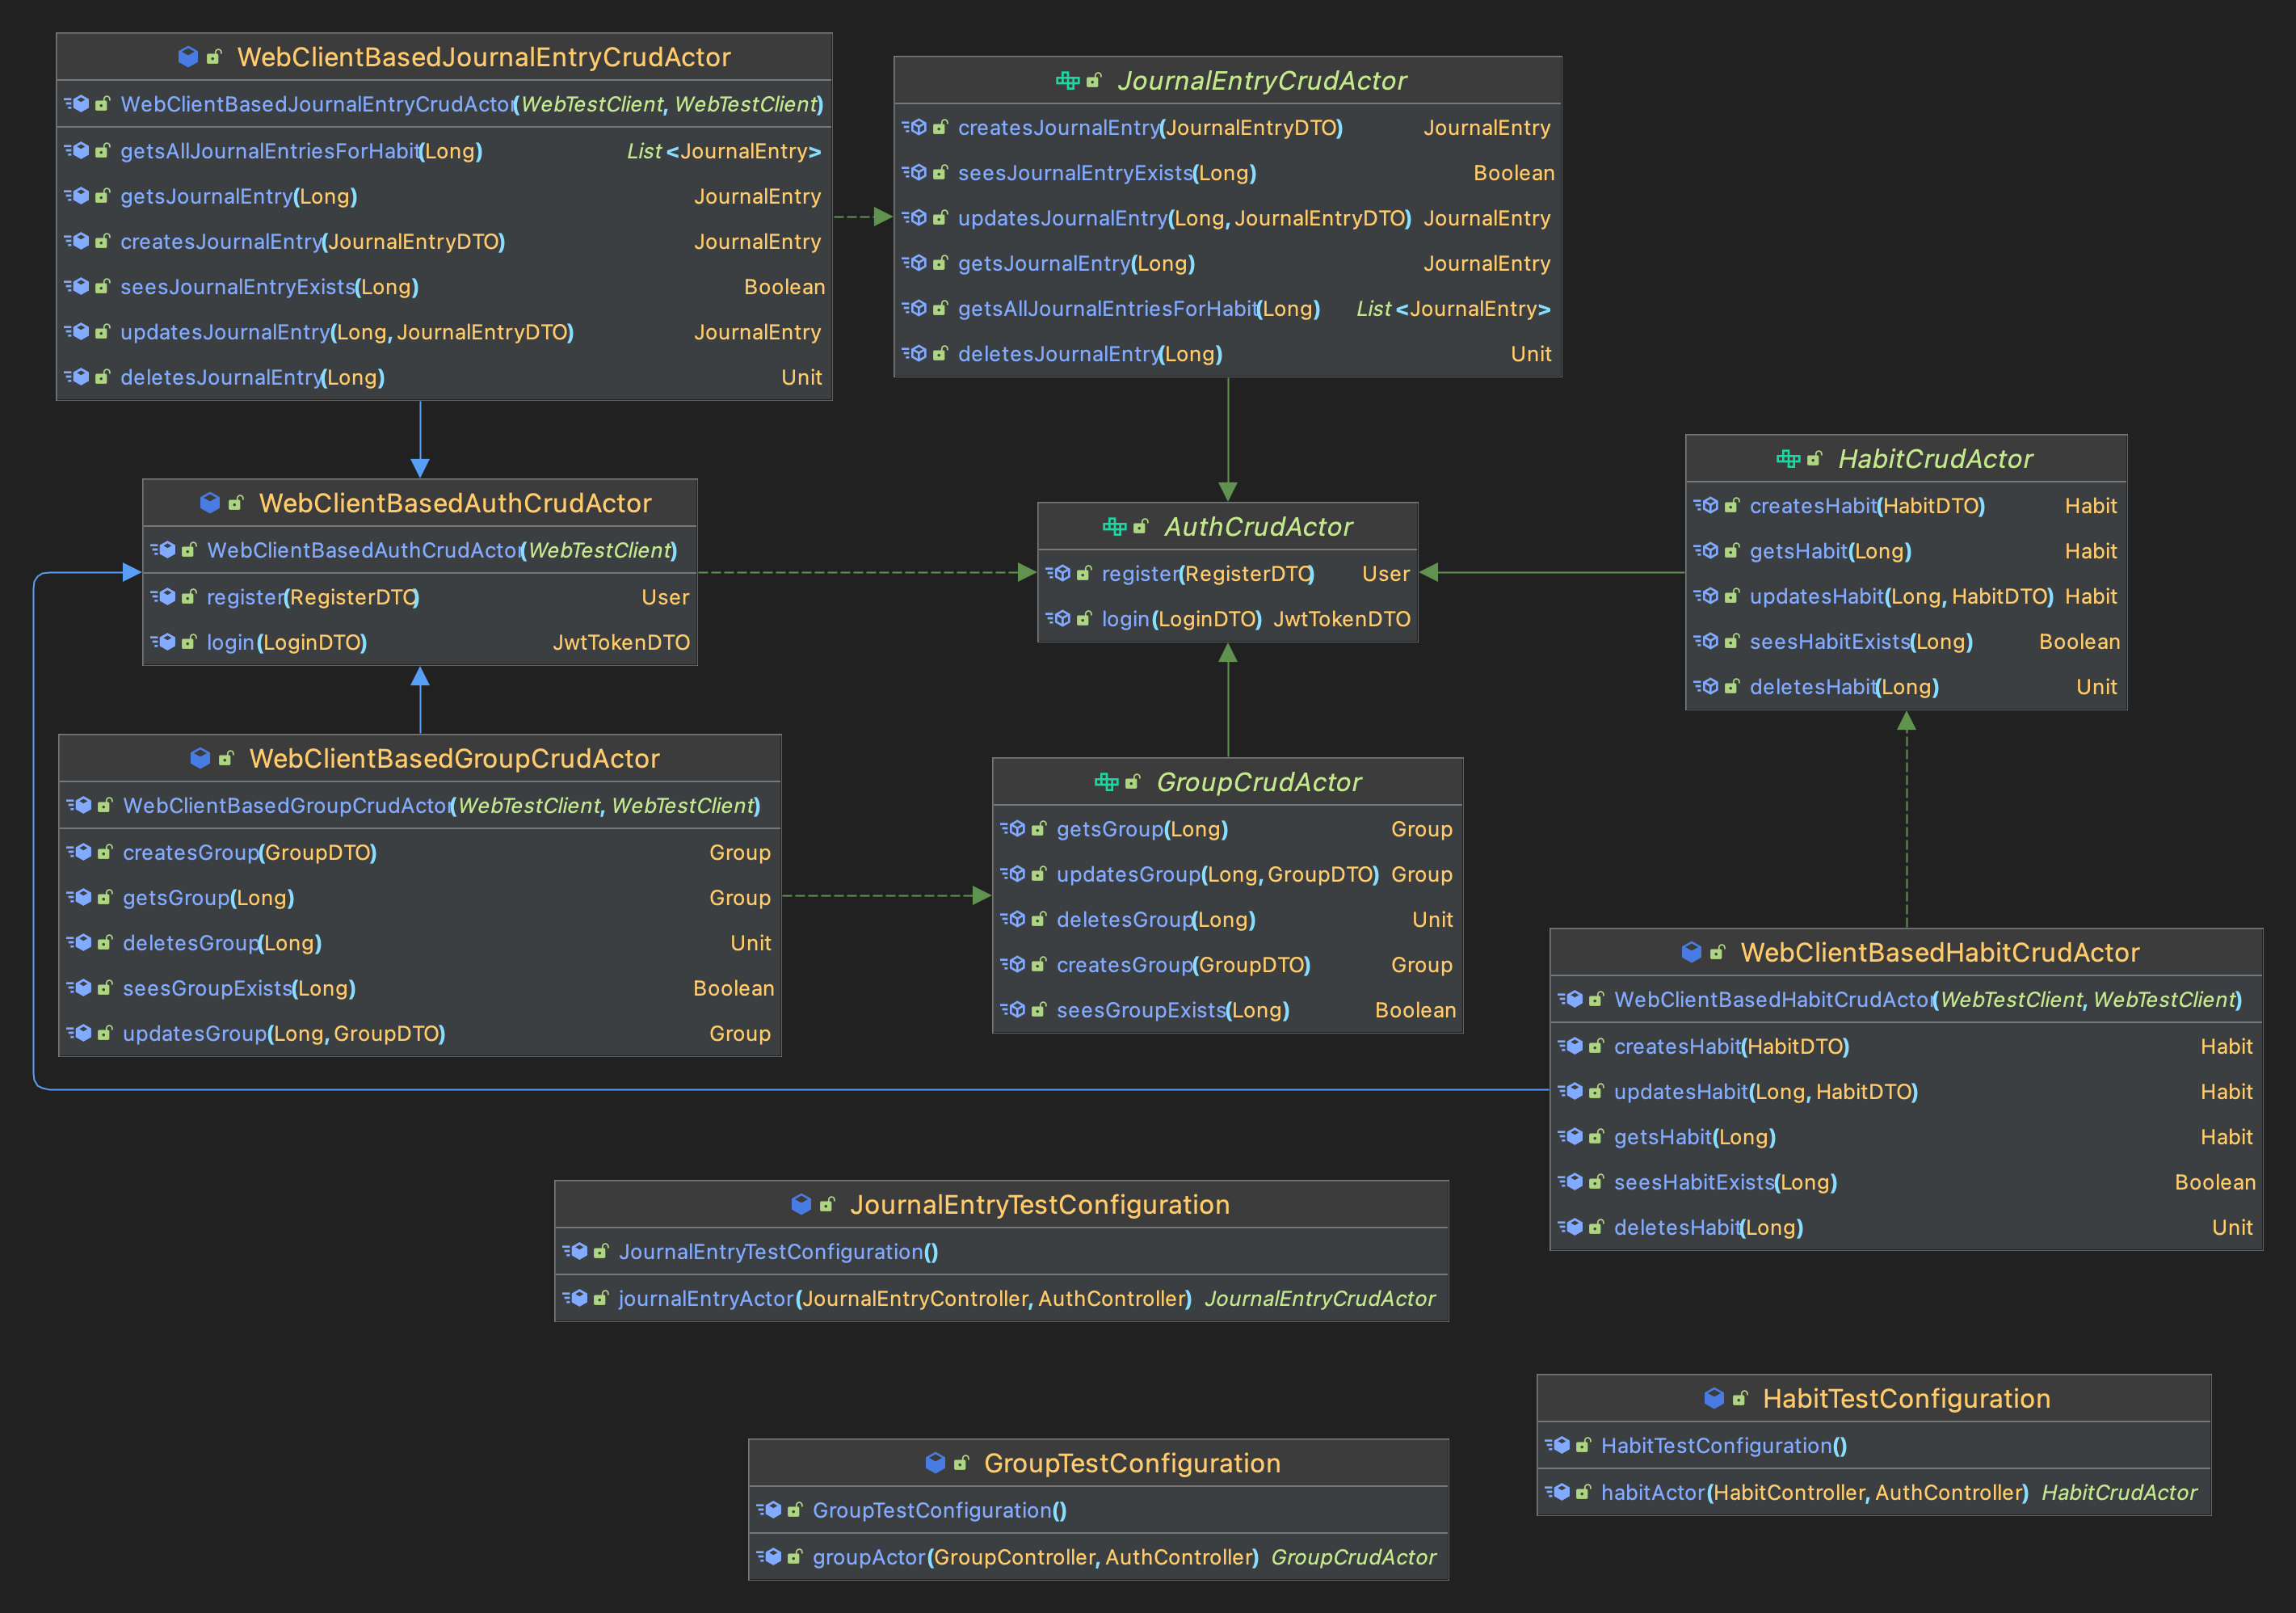 WebClientBasedJournalEntryCrudActor
WebClientBasedJournalEntryCrudActor(WebTestClient, WebTestClient)
getsAllJournalEntriesForHabit(Long) List<JournalEntry>
getsJournalEntry(Long) JournalEntry
createsJournalEntry(JournalEntryDTO) JournalEntry
seesJournalEntryExists(Long) Boolean
updatesJournalEntry(Long, JournalEntryDTO) JournalEntry
deletesJournalEntry(Long) Unit
JournalEntryCrudActor
createsJournalEntry(JournalEntryDTO) JournalEntry
seesJournalEntryExists(Long) Boolean
updatesJournalEntry(Long, JournalEntryDTO) JournalEntry
getsJournalEntry(Long) JournalEntry
getsAllJournalEntriesForHabit(Long) List<JournalEntry>
deletesJournalEntry(Long) Unit
WebClientBasedAuthCrudActor
WebClientBasedAuthCrudActor(WebTestClient)
register(RegisterDTO) User
login(LoginDTO) JwtTokenDTO
AuthCrudActor
register(RegisterDTO) User
login(LoginDTO) JwtTokenDTO
HabitCrudActor
createsHabit(HabitDTO) Habit
getsHabit(Long) Habit
updatesHabit(Long, HabitDTO) Habit
seesHabitExists(Long) Boolean
deletesHabit(Long) Unit
WebClientBasedGroupCrudActor
WebClientBasedGroupCrudActor(WebTestClient, WebTestClient)
createsGroup(GroupDTO) Group
getsGroup(Long) Group
deletesGroup(Long) Unit
seesGroupExists(Long) Boolean
updatesGroup(Long, GroupDTO) Group
GroupCrudActor
getsGroup(Long) Group
updatesGroup(Long, GroupDTO) Group
deletesGroup(Long) Unit
createsGroup(GroupDTO) Group
seesGroupExists(Long) Boolean
WebClientBasedHabitCrudActor
WebClientBasedHabitCrudActor(WebTestClient, WebTestClient)
createsHabit(HabitDTO) Habit
updatesHabit(Long, HabitDTO) Habit
getsHabit(Long) Habit
seesHabitExists(Long) Boolean
deletesHabit(Long) Unit
JournalEntryTestConfiguration
JournalEntryTestConfiguration()
journalEntryActor(JournalEntryController, AuthController) JournalEntryCrudActor
HabitTestConfiguration
HabitTestConfiguration()
habitActor(HabitController, AuthController) HabitCrudActor
GroupTestConfiguration
GroupTestConfiguration()
groupActor(GroupController, AuthController) GroupCrudActor